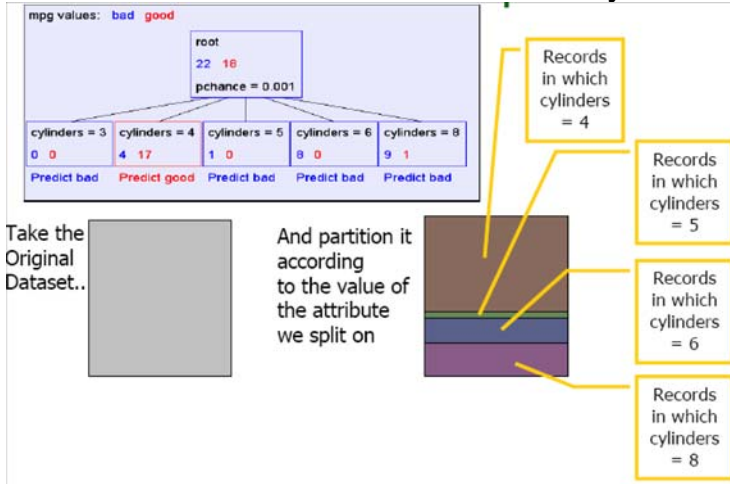 mpg values: bad good
root
22 18
pchance = 0.001
cylinders = 3 cylinders = 4 cylinders = 5 cylinders = 6 cylinders = 8
0 0 4 17 1 0 8 0 9 1
Predict bad Predict good Predict bad Predict bad Predict bad
Take the
Original
Dataset..
And partition it
according
to the value of
the attribute
we split on
Records
in which
cylinders
= 4
Records
in which
cylinders
= 5
Records
in which
cylinders
= 6
Records
in which
cylinders
= 8